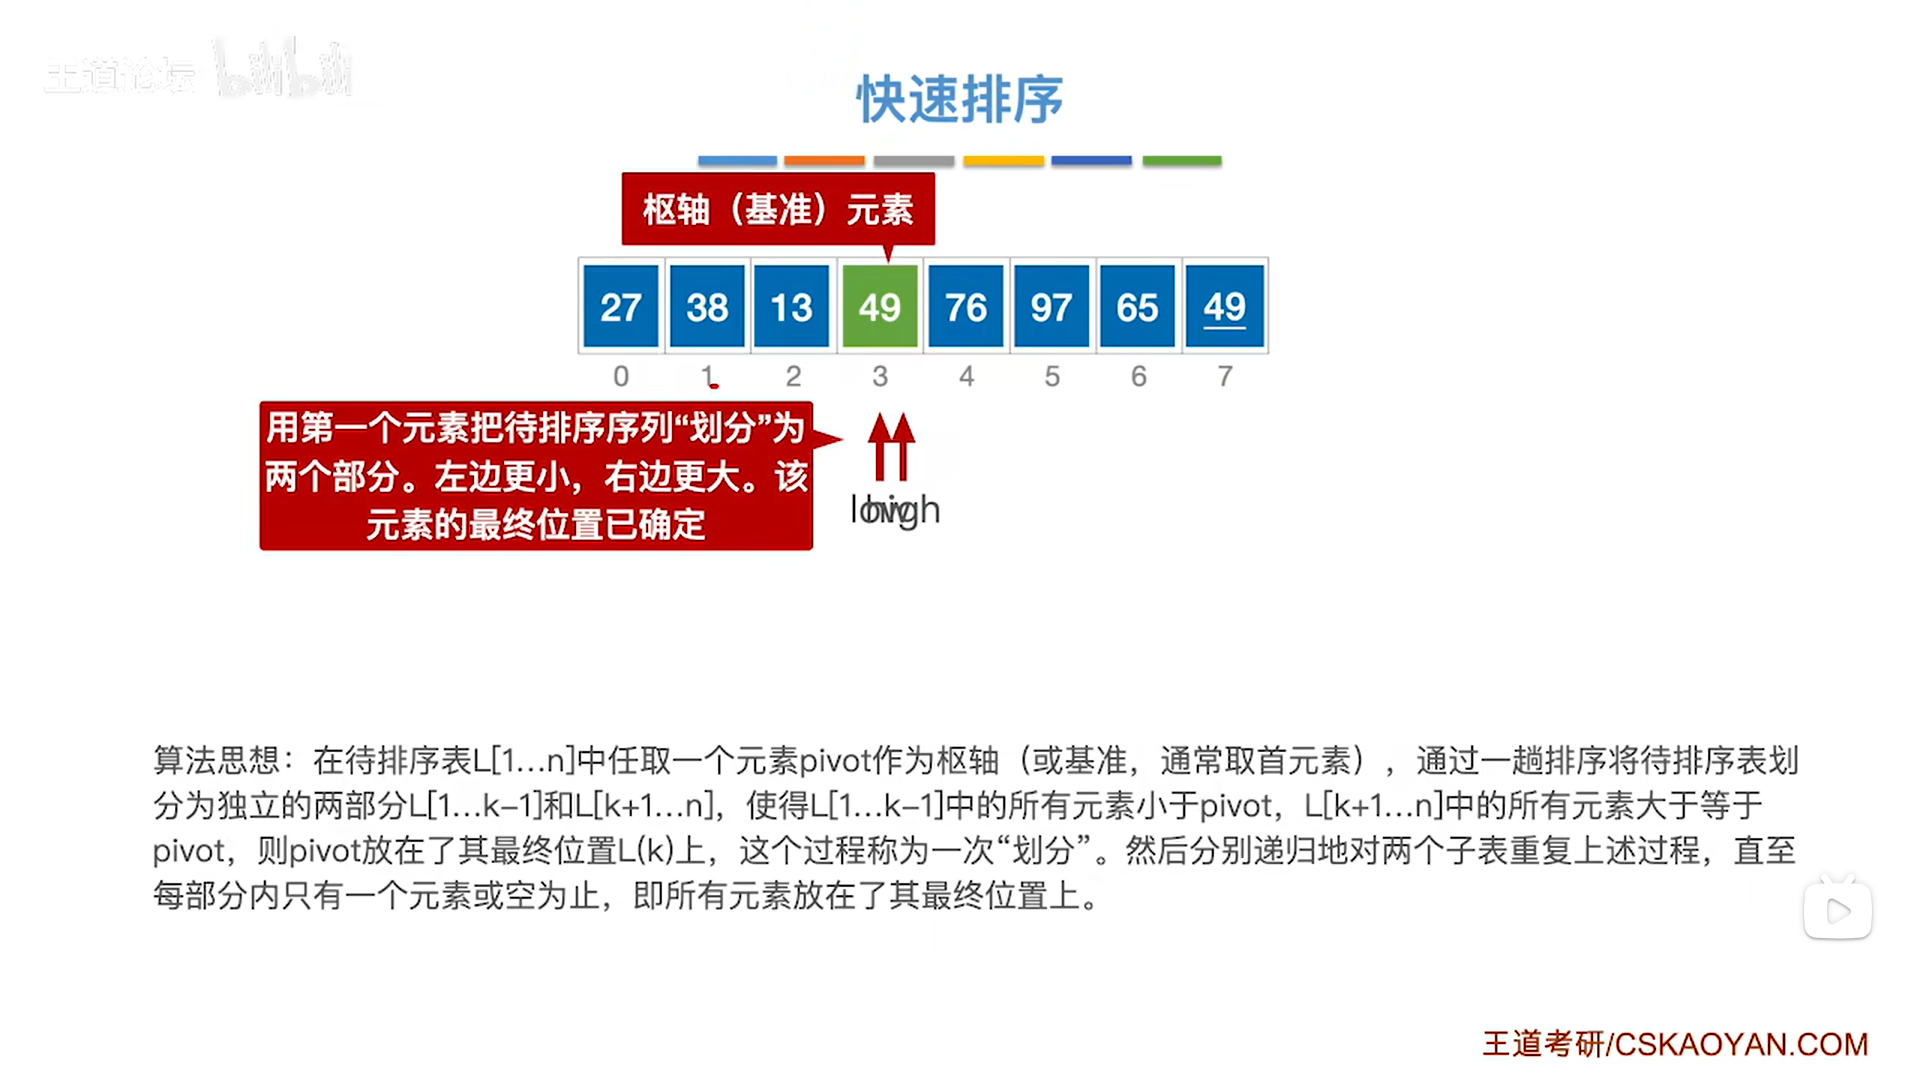 王道论坛 bilibili
快速排序
枢轴（基准）元素
27 38 13 49 76 97 65 49
0 1 2 3 4 5 6 7
用第一个元素把待排序序列“划分”为
两个部分。左边更小，右边更大。该
元素的最终位置已确定
low high
算法思想：在待排序表L[1…n]中任取一个元素pivot作为枢轴（或基准，通常取首元素），通过一趟排序将待排序表划
分为独立的两部分L[1…k-1]和L[k+1…n]，使得L[1…k-1]中的所有元素小于pivot，L[k+1…n]中的所有元素大于等于
pivot，则pivot放在了其最终位置L(k)上，这个过程称为一次“划分”。然后分别递归地对两个子表重复上述过程，直至
每部分内只有一个元素或空为止，即所有元素放在了其最终位置上。
王道考研/CSKAOYAN.COM